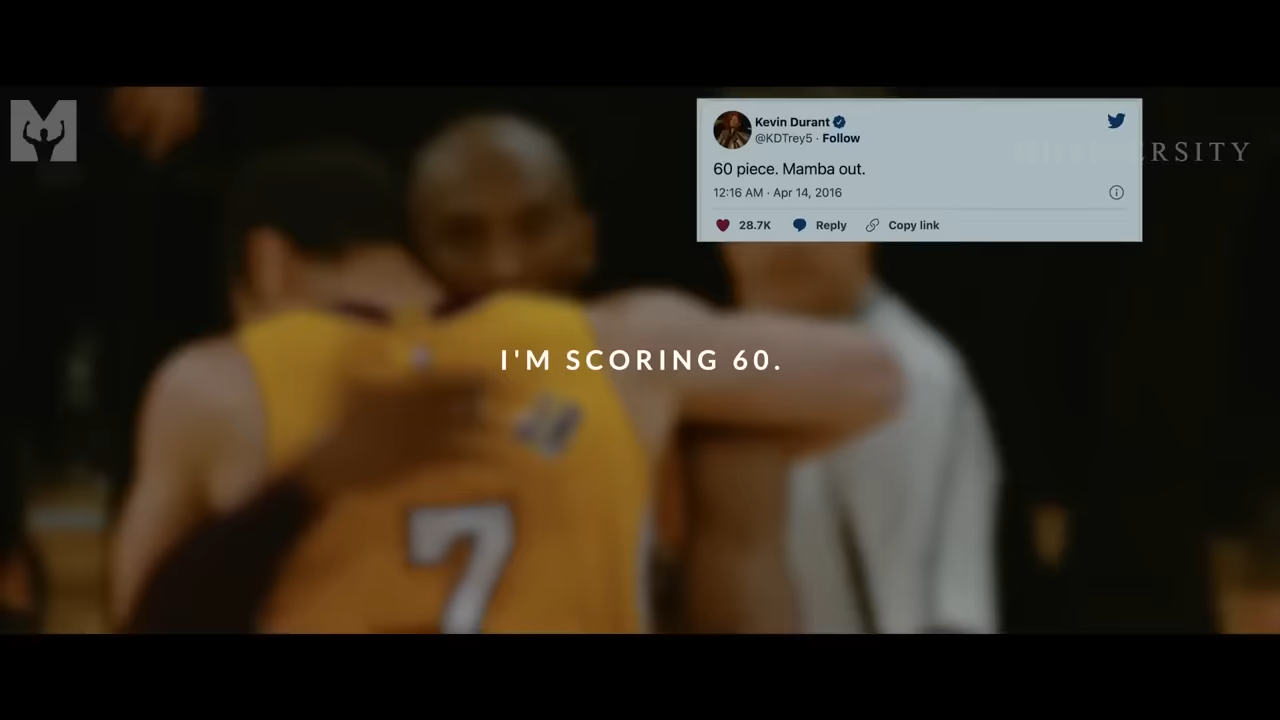 Kevin Durant
@KDTrey5 · Follow
60 piece. Mamba out.
12:16 AM · Apr 14, 2016
28.7K Reply Copy link
I'M SCORING 60.
7